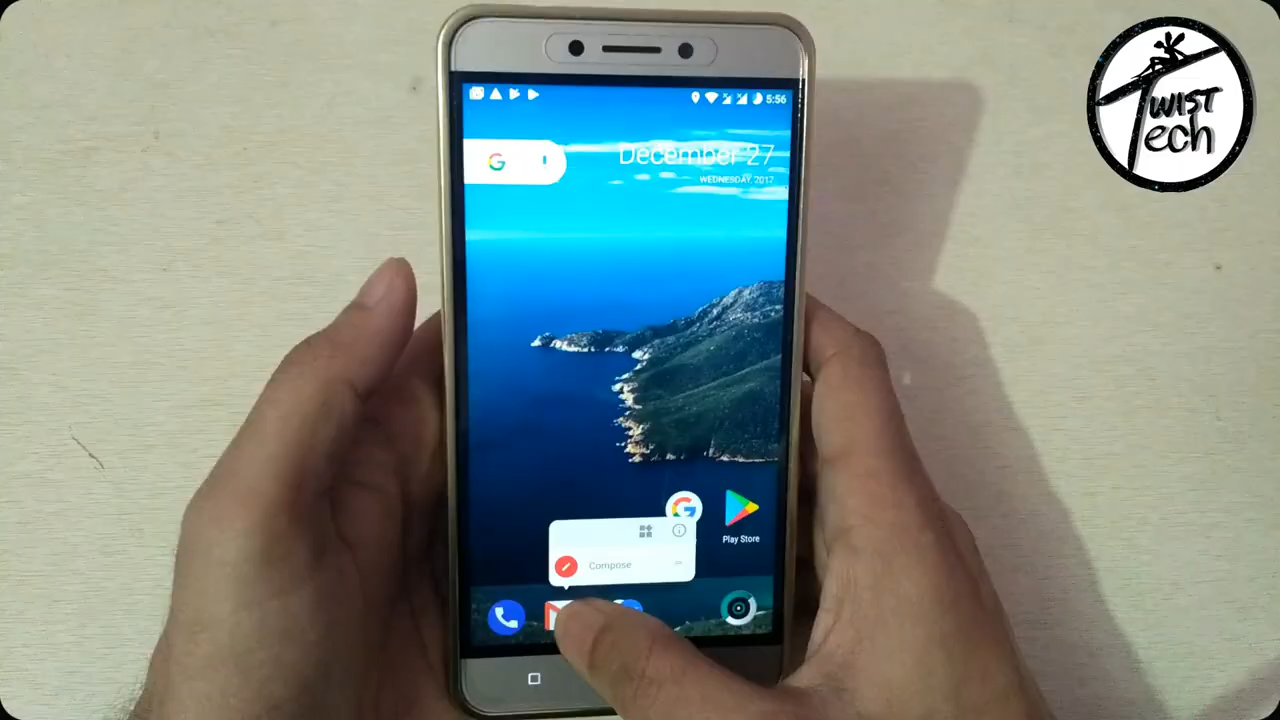 5:56
G
December 27
WEDNESDAY, 2017
G
Play Store
Compose
Twist
Tech